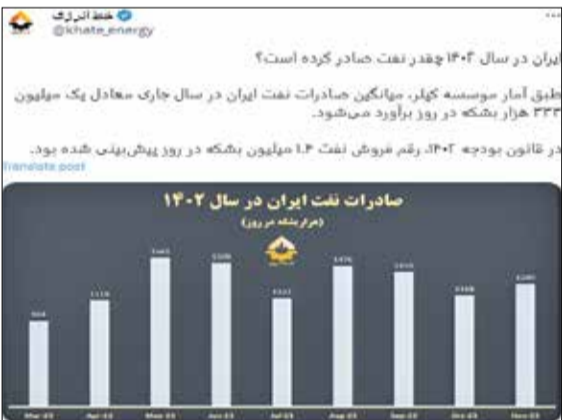 خط انرژی
@khate_energy
ایران در سال ۱۴۰۲ چقدر نفت صادر کرده است؟
طبق آمار موسسه کپلر، میانگین صادرات نفت ایران در سال جاری معادل یک میلیون
۳۳۳ هزار بشکه در روز برآورد می‌شود.
در قانون بودجه ۱۴۰۲، رقم فروش نفت ۱.۴ میلیون بشکه در روز پیش‌بینی شده بود.
Translate post
صادرات نفت ایران در سال ۱۴۰۲
(هزار بشکه در روز)
Mar-23 Apr-23 May-23 Jun-23 Jul-23 Aug-23 Sep-23 Oct-23 Nov-23